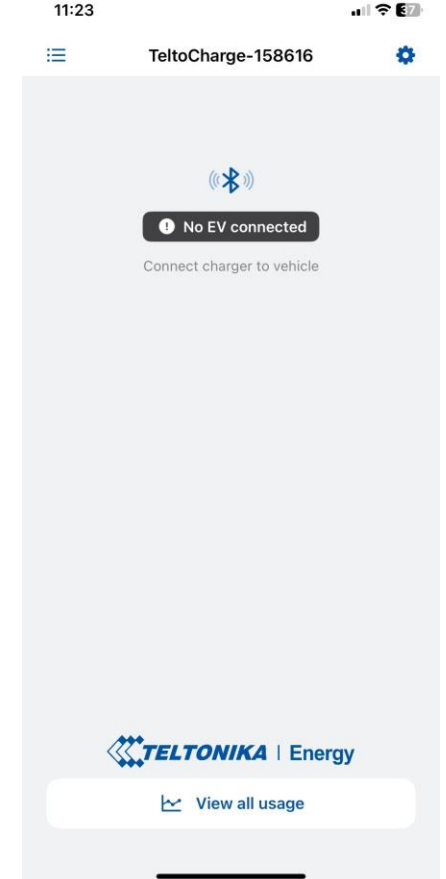 11:23
37
TeltoCharge-158616
No EV connected
Connect charger to vehicle
TELTONIKA | Energy
View all usage